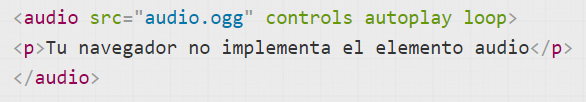 <audio src="audio.ogg" controls autoplay loop>
<p>Tu navegador no implementa el elemento audio</p>
</audio>